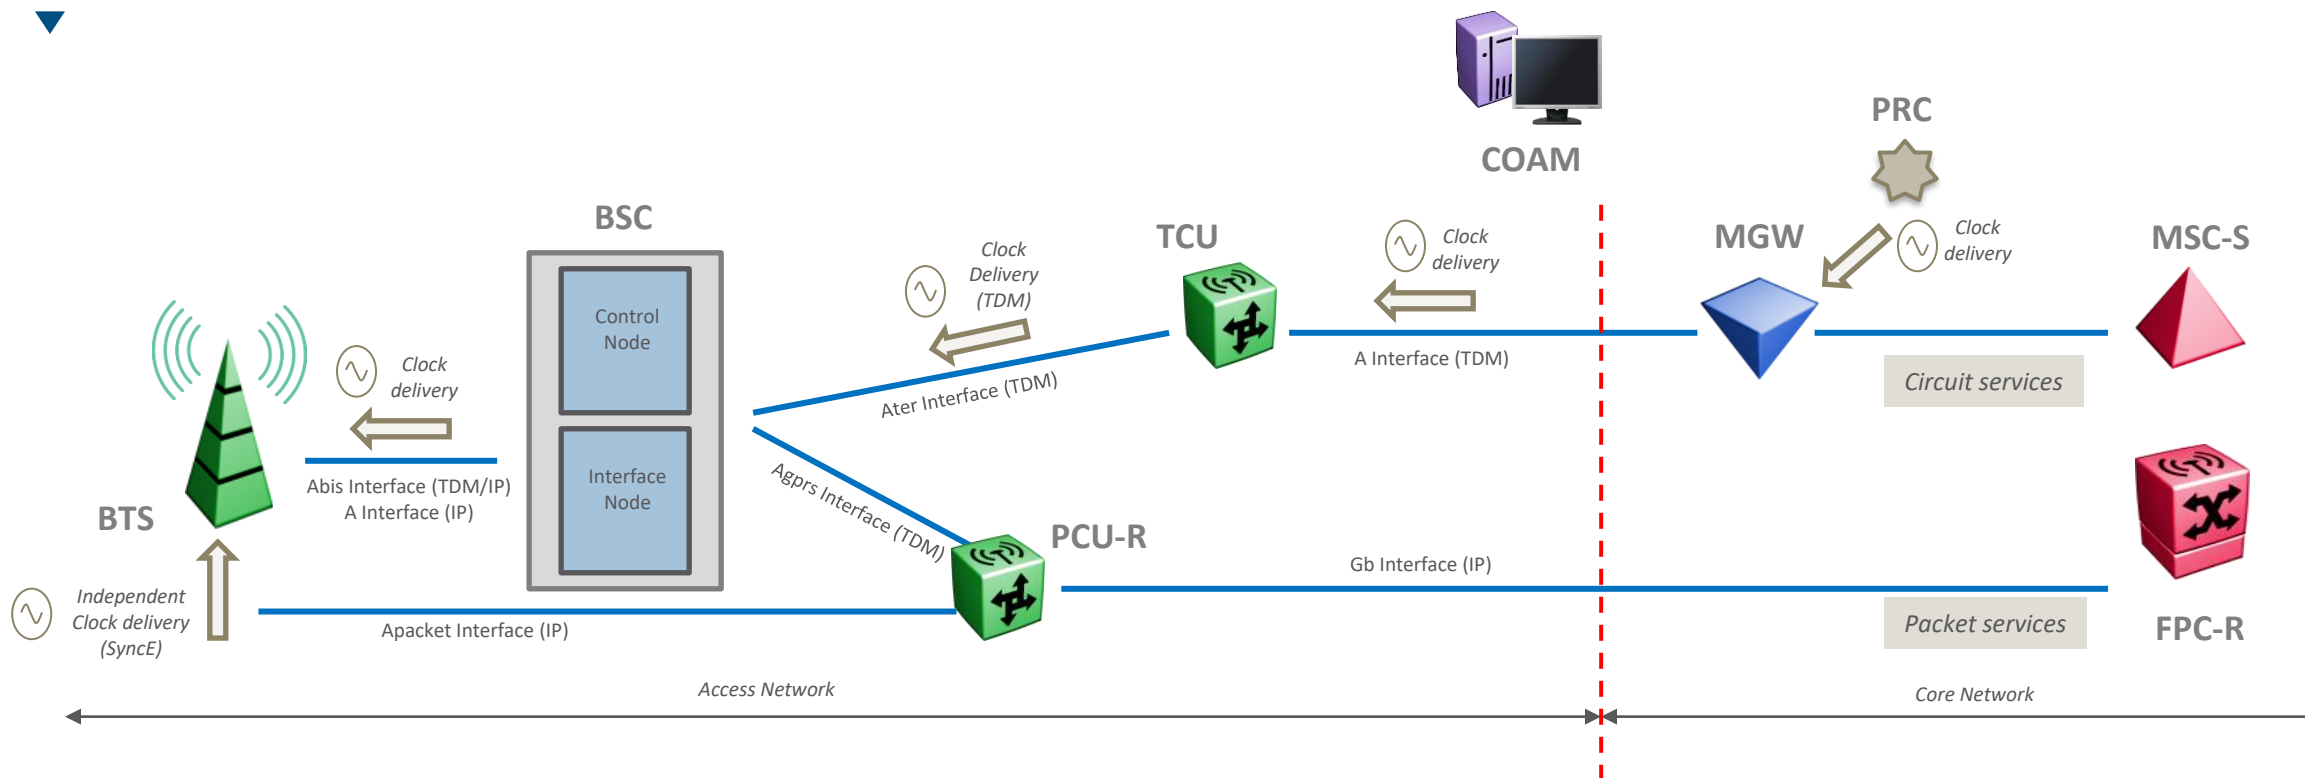 PRC
COAM
BSC
TCU
MGW
MSC-S
Clock
delivery
Clock
delivery
Clock
Delivery
(TDM)
Control
Node
Clock
delivery
A Interface (TDM)
Ater Interface (TDM)
Circuit services
Interface
Node
Abis Interface (TDM/IP)
A Interface (IP)
Agprs Interface (TDM)
BTS
PCU-R
Gb Interface (IP)
Independent
Clock delivery
(SyncE)
Apacket Interface (IP)
Packet services
FPC-R
Access Network
Core Network